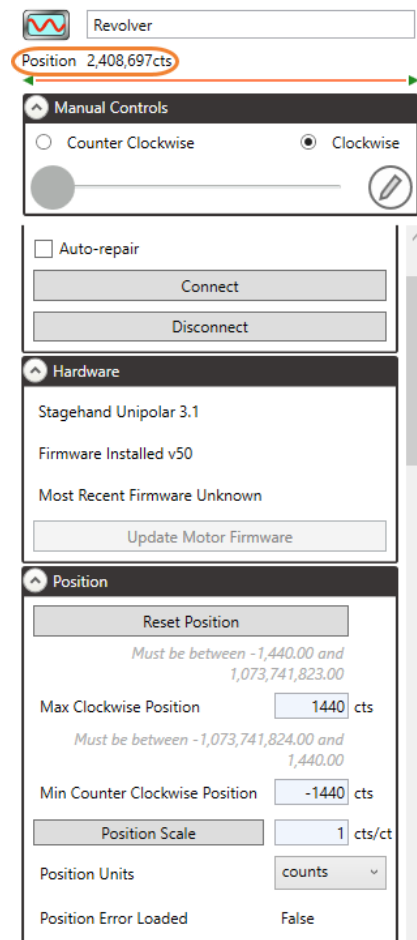 Revolver
Position 2,408,697cts
Manual Controls
Counter Clockwise Clockwise
Auto-repair
Connect
Disconnect
Hardware
Stagehand Unipolar 3.1
Firmware Installed v50
Most Recent Firmware Unknown
Update Motor Firmware
Position
Reset Position
Must be between -1,440.00 and
1,073,741,823.00
Max Clockwise Position 1440 cts
Must be between -1,073,741,824.00 and
1,440.00
Min Counter Clockwise Position -1440 cts
Position Scale 1 cts/ct
Position Units counts
Position Error Loaded False